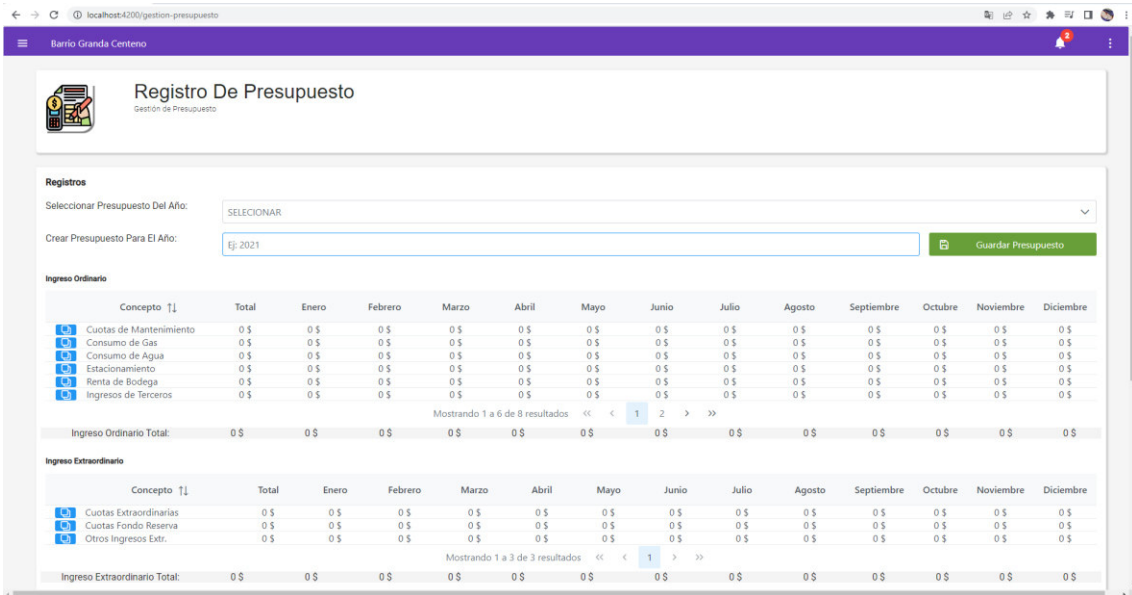 localhost:4200/gestion-presupuesto
Barrio Granda Centeno
2
Registro De Presupuesto
Gestión de Presupuesto
Registros
Seleccionar Presupuesto Del Año:
SELECIONAR
Crear Presupuesto Para El Año:
Ej: 2021
Guardar Presupuesto
Ingreso Ordinario
Concepto Total Enero Febrero Marzo Abril Mayo Junio Julio Agosto Septiembre Octubre Noviembre Diciembre
Cuotas de Mantenimiento 0 $ 0 $ 0 $ 0 $ 0 $ 0 $ 0 $ 0 $ 0 $ 0 $ 0 $ 0 $ 0 $
Consumo de Gas 0 $ 0 $ 0 $ 0 $ 0 $ 0 $ 0 $ 0 $ 0 $ 0 $ 0 $ 0 $ 0 $
Consumo de Agua 0 $ 0 $ 0 $ 0 $ 0 $ 0 $ 0 $ 0 $ 0 $ 0 $ 0 $ 0 $ 0 $
Estacionamiento 0 $ 0 $ 0 $ 0 $ 0 $ 0 $ 0 $ 0 $ 0 $ 0 $ 0 $ 0 $ 0 $
Renta de Bodega 0 $ 0 $ 0 $ 0 $ 0 $ 0 $ 0 $ 0 $ 0 $ 0 $ 0 $ 0 $ 0 $
Ingresos de Terceros 0 $ 0 $ 0 $ 0 $ 0 $ 0 $ 0 $ 0 $ 0 $ 0 $ 0 $ 0 $ 0 $
Mostrando 1 a 6 de 8 resultados << < 1 2 > >>
Ingreso Ordinario Total: 0 $ 0 $ 0 $ 0 $ 0 $ 0 $ 0 $ 0 $ 0 $ 0 $ 0 $ 0 $ 0 $
Ingreso Extraordinario
Concepto Total Enero Febrero Marzo Abril Mayo Junio Julio Agosto Septiembre Octubre Noviembre Diciembre
Cuotas Extraordinarias 0 $ 0 $ 0 $ 0 $ 0 $ 0 $ 0 $ 0 $ 0 $ 0 $ 0 $ 0 $ 0 $
Cuotas Fondo Reserva 0 $ 0 $ 0 $ 0 $ 0 $ 0 $ 0 $ 0 $ 0 $ 0 $ 0 $ 0 $ 0 $
Otros Ingresos Extr. 0 $ 0 $ 0 $ 0 $ 0 $ 0 $ 0 $ 0 $ 0 $ 0 $ 0 $ 0 $ 0 $
Mostrando 1 a 3 de 3 resultados << < 1 > >>
Ingreso Extraordinario Total: 0 $ 0 $ 0 $ 0 $ 0 $ 0 $ 0 $ 0 $ 0 $ 0 $ 0 $ 0 $ 0 $